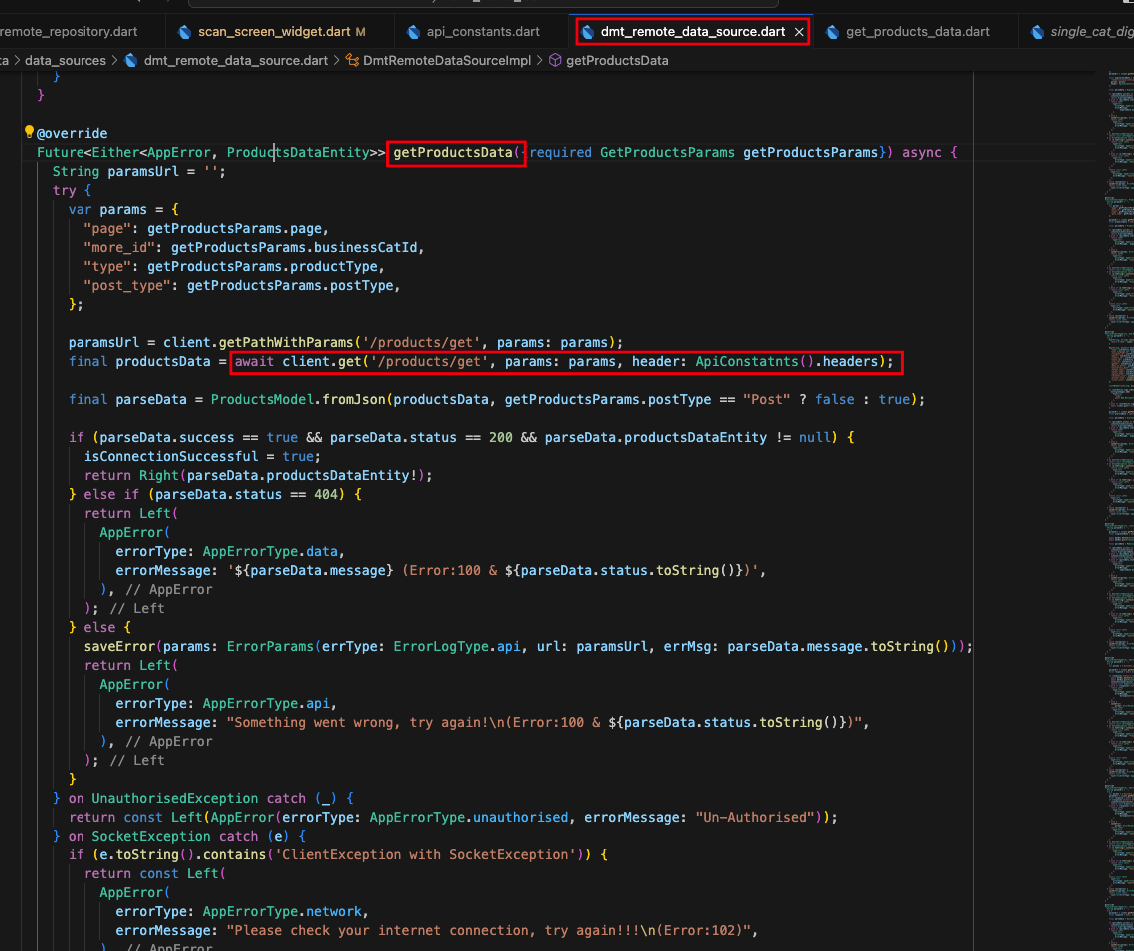 remote_repository.dart
scan_screen_widget.dart M
api_constants.dart
dmt_remote_data_source.dart ×
get_products_data.dart
single_cat_dig
ta > data_sources > dmt_remote_data_source.dart > DmtRemoteDataSourceImpl > getProductsData
}
}
@override
Future<Either<AppError, ProductsDataEntity>> getProductsData({required GetProductsParams getProductsParams}) async {
String paramsUrl = '';
try {
var params = {
"page": getProductsParams.page,
"more_id": getProductsParams.businessCatId,
"type": getProductsParams.productType,
"post_type": getProductsParams.postType,
};
paramsUrl = client.getPathWithParams('/products/get', params: params);
final productsData = await client.get('/products/get', params: params, header: ApiConstatnts().headers);
final parseData = ProductsModel.fromJson(productsData, getProductsParams.postType == "Post" ? false : true);
if (parseData.success == true && parseData.status == 200 && parseData.productsDataEntity != null) {
isConnectionSuccessful = true;
return Right(parseData.productsDataEntity!);
} else if (parseData.status == 404) {
return Left(
AppError(
errorType: AppErrorType.data,
errorMessage: '${parseData.message} (Error:100 & ${parseData.status.toString()})',
), // AppError
); // Left
} else {
saveError(params: ErrorParams(errType: ErrorLogType.api, url: paramsUrl, errMsg: parseData.message.toString()));
return Left(
AppError(
errorType: AppErrorType.api,
errorMessage: "Something went wrong, try again!\n(Error:100 & ${parseData.status.toString()})",
), // AppError
); // Left
}
} on UnauthorisedException catch (_) {
return const Left(AppError(errorType: AppErrorType.unauthorised, errorMessage: "Un-Authorised"));
} on SocketException catch (e) {
if (e.toString().contains('ClientException with SocketException')) {
return const Left(
AppError(
errorType: AppErrorType.network,
errorMessage: "Please check your internet connection, try again!!!\n(Error:102)",
), // AppError